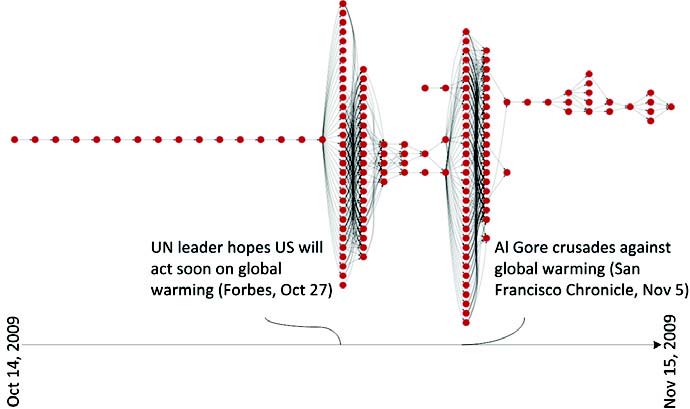 UN leader hopes US will
act soon on global
warming (Forbes, Oct 27)
Al Gore crusades against
global warming (San
Francisco Chronicle, Nov 5)
Oct 14, 2009
Nov 15, 2009